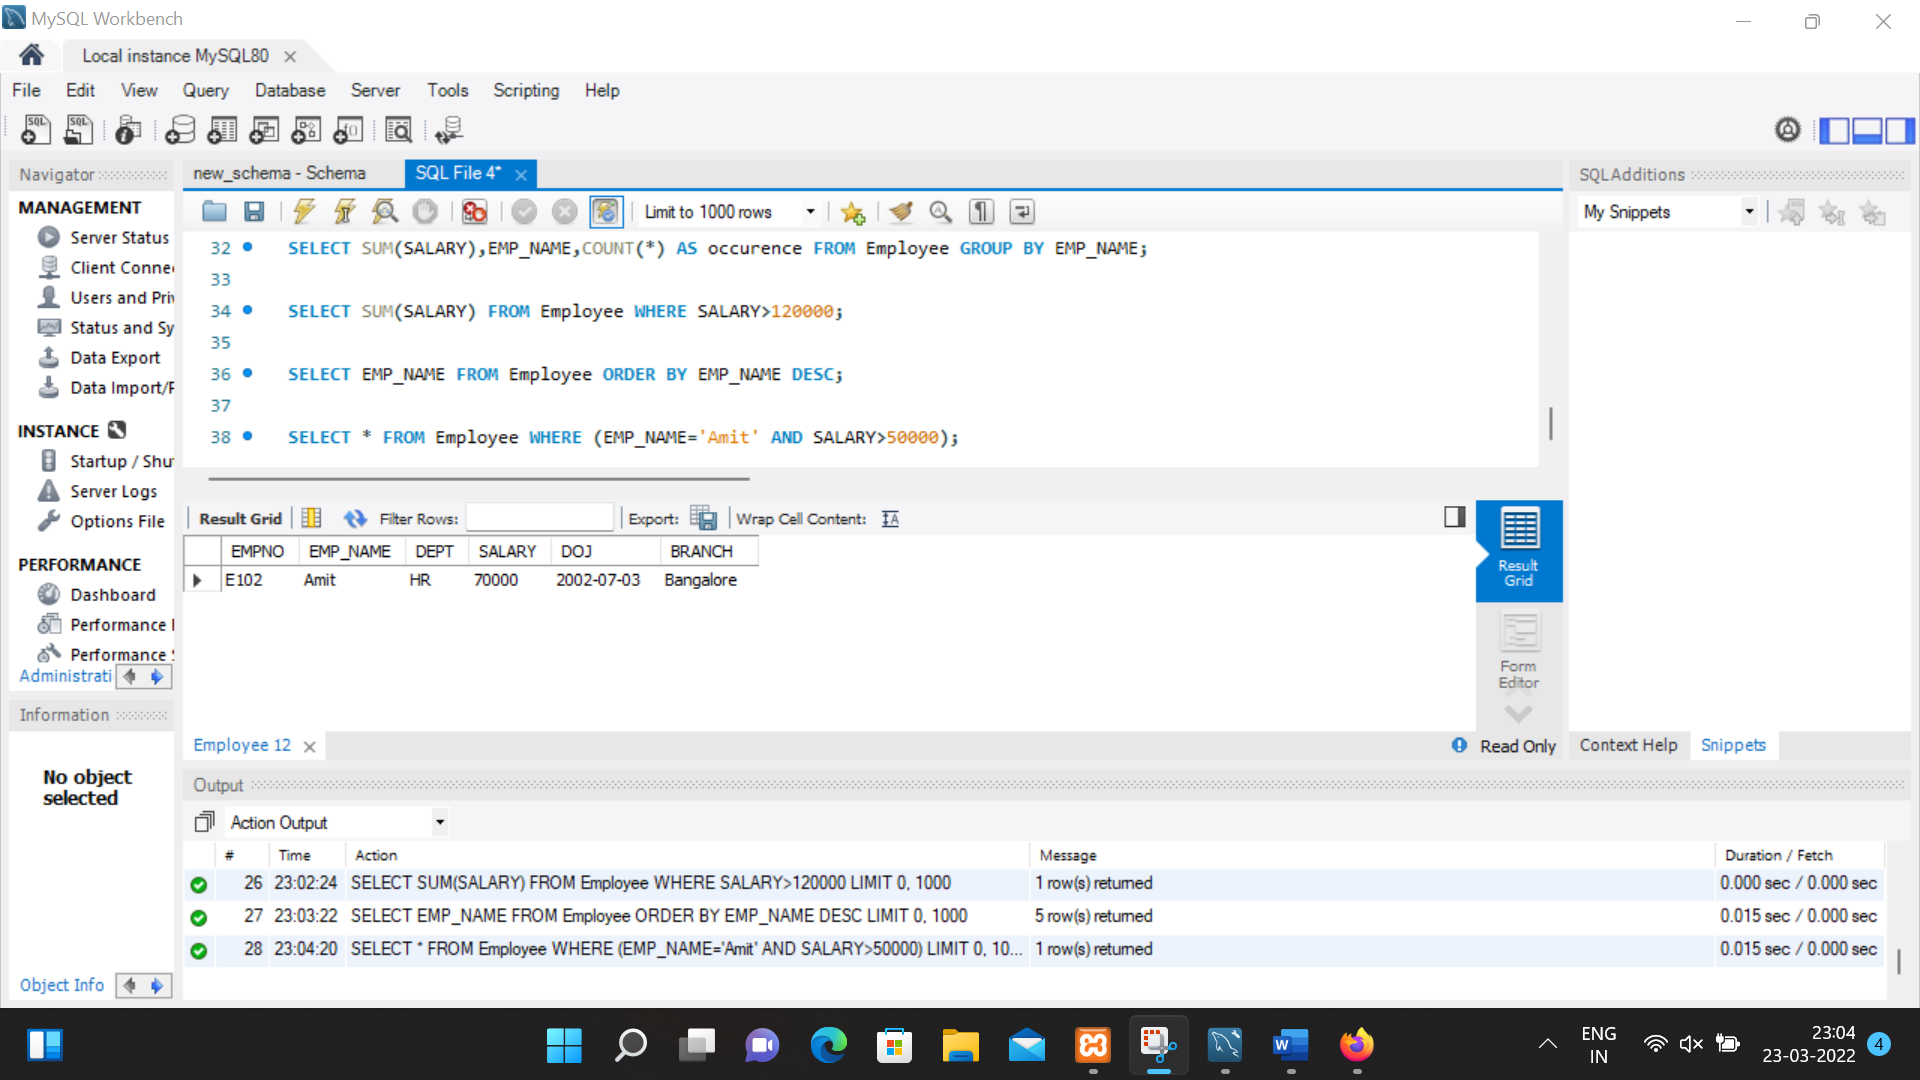 MySQL Workbench
Local instance MySQL80
File Edit View Query Database Server Tools Scripting Help
Navigator
new_schema - Schema
SQL File 4*
SQLAdditions
MANAGEMENT
Server Status
Client Conne
Users and Pri
Status and Sy
Data Export
Data Import/
INSTANCE
Startup / Shu
Server Logs
Options File
PERFORMANCE
Dashboard
Performance
Performance
Administrati
Information
No object
selected
Object Info
Limit to 1000 rows
My Snippets
32 SELECT SUM(SALARY),EMP_NAME,COUNT(*) AS occurence FROM Employee GROUP BY EMP_NAME;
33
34 SELECT SUM(SALARY) FROM Employee WHERE SALARY>120000;
35
36 SELECT EMP_NAME FROM Employee ORDER BY EMP_NAME DESC;
37
38 SELECT * FROM Employee WHERE (EMP_NAME='Amit' AND SALARY>50000);
Result Grid Filter Rows: Export: Wrap Cell Content:
EMPNO EMP_NAME DEPT SALARY DOJ BRANCH
E102 Amit HR 70000 2002-07-03 Bangalore
Result
Grid
Form
Editor
Employee 12
Read Only
Context Help Snippets
Output
Action Output
# Time Action Message Duration / Fetch
26 23:02:24 SELECT SUM(SALARY) FROM Employee WHERE SALARY>120000 LIMIT 0, 1000 1 row(s) returned 0.000 sec / 0.000 sec
27 23:03:22 SELECT EMP_NAME FROM Employee ORDER BY EMP_NAME DESC LIMIT 0, 1000 5 row(s) returned 0.015 sec / 0.000 sec
28 23:04:20 SELECT * FROM Employee WHERE (EMP_NAME='Amit' AND SALARY>50000) LIMIT 0, 10... 1 row(s) returned 0.015 sec / 0.000 sec
ENG
IN
23:04
23-03-2022
4